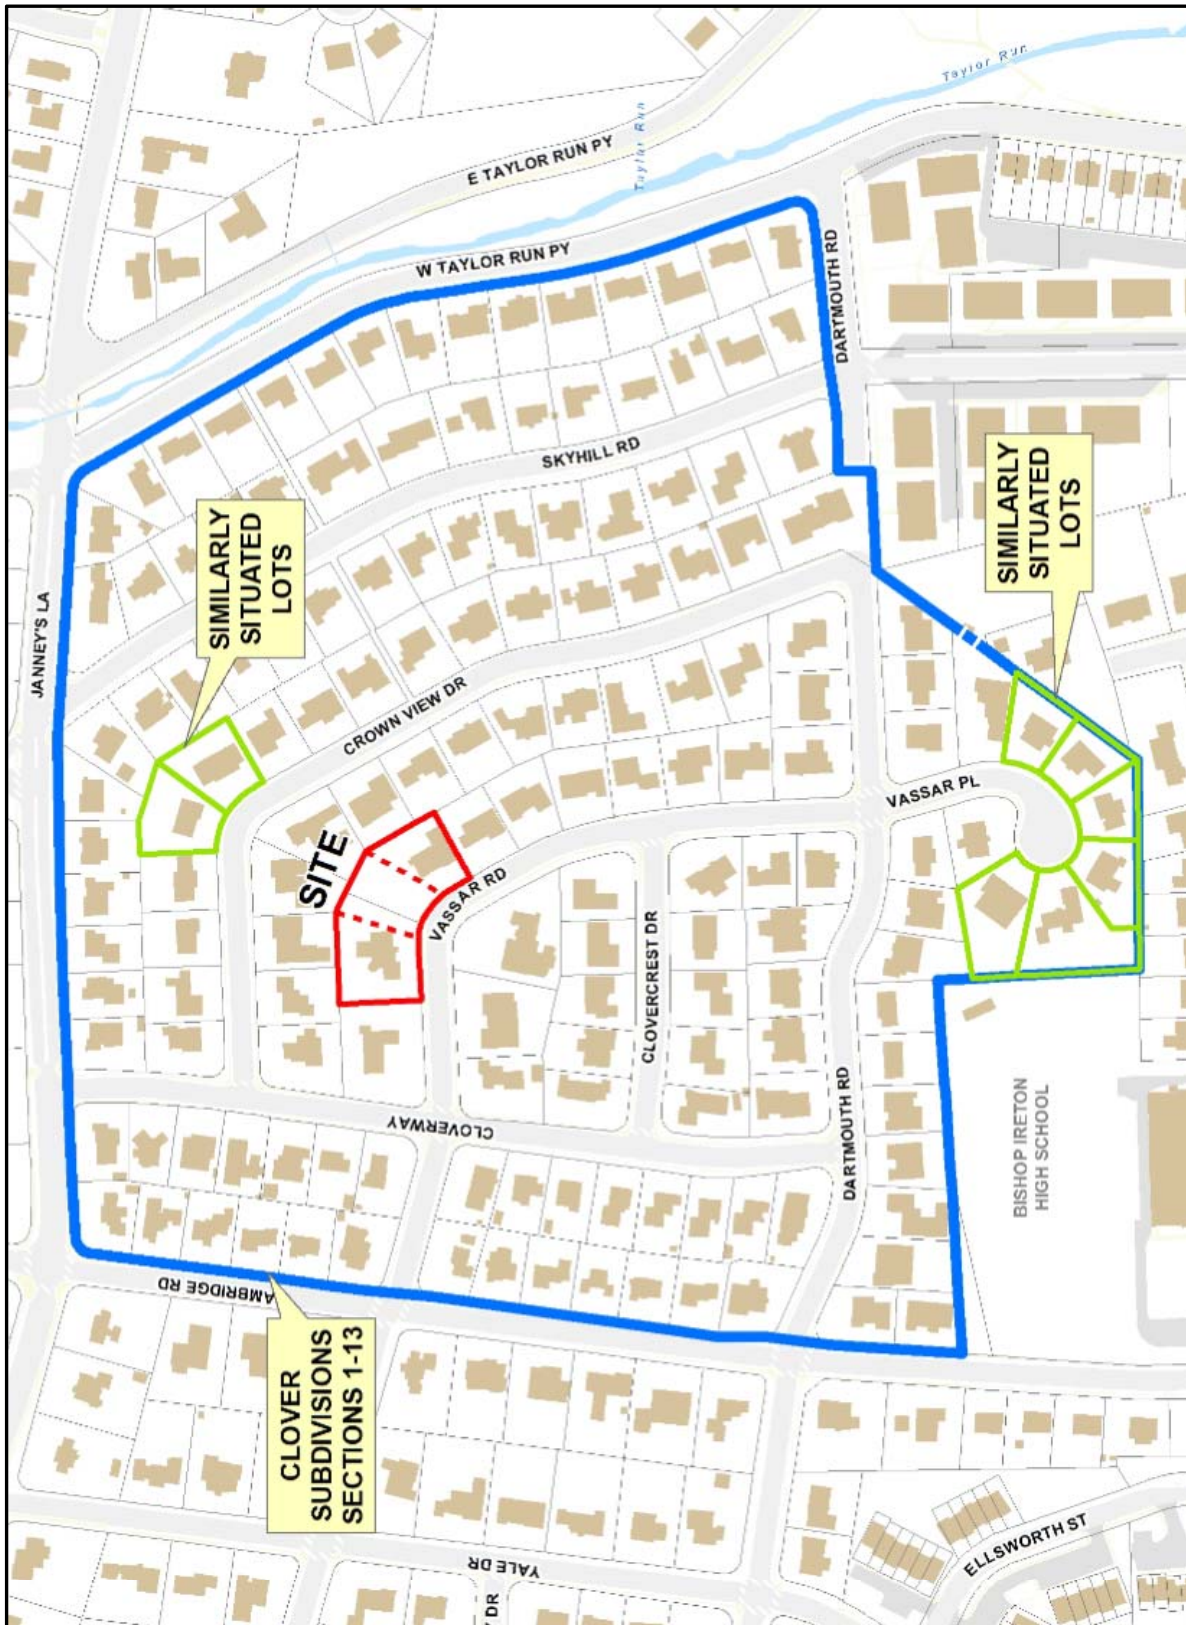 Taylor Run
Taylor Run
E TAYLOR RUN PY
W TAYLOR RUN PY
DARTMOUTH RD
SKYHILL RD
SIMILARLY
SITUATED
LOTS
SIMILARLY
SITUATED
LOTS
JANNEY'S LA
CROWN VIEW DR
SITE
VASSAR RD
VASSAR PL
CLOVERCREST DR
CLOVERWAY
DARTMOUTH RD
BISHOP IRETON
HIGH SCHOOL
CAMBRIDGE RD
CLOVER
SUBDIVISIONS
SECTIONS 1-13
YALE DR
Y DR
ELLSWORTH ST